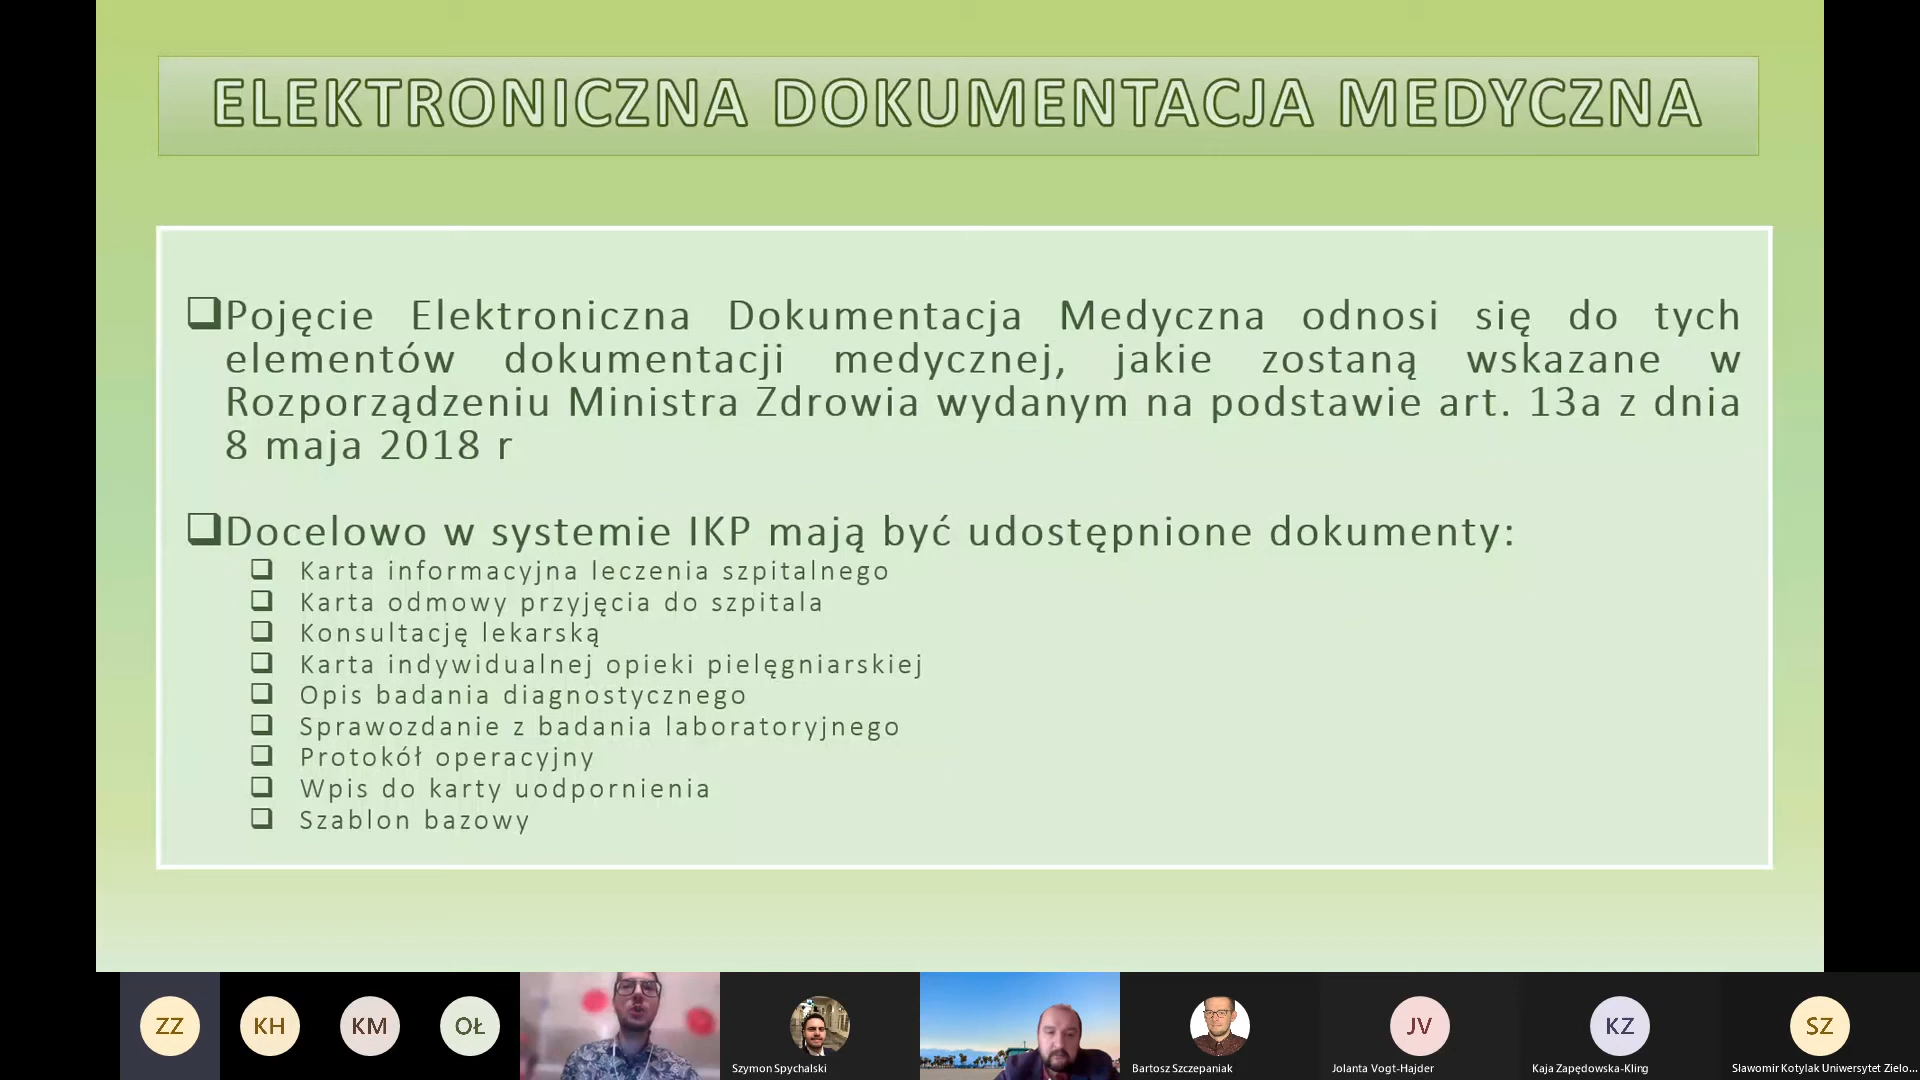 ELEKTRONICZNA DOKUMENTACJA MEDYCZNA
Pojęcie Elektroniczna Dokumentacja Medyczna odnosi się do tych
elementów dokumentacji medycznej, jakie zostaną wskazane w
Rozporządzeniu Ministra Zdrowia wydanym na podstawie art. 13a z dnia
8 maja 2018 r
Docelowo w systemie IKP mają być udostępnione dokumenty:
Karta informacyjna leczenia szpitalnego
Karta odmowy przyjęcia do szpitala
Konsultację lekarską
Karta indywidualnej opieki pielęgniarskiej
Opis badania diagnostycznego
Sprawozdanie z badania laboratoryjnego
Protokół operacyjny
Wpis do karty uodpornienia
Szablon bazowy
ZZ
KH
KM
OŁ
Szymon Spychalski
Bartosz Szczepaniak
JV
Jolanta Vogt-Hajder
KZ
Kaja Zapędowska-Kling
SZ
Sławomir Kotylak Uniwersytet Zielo...